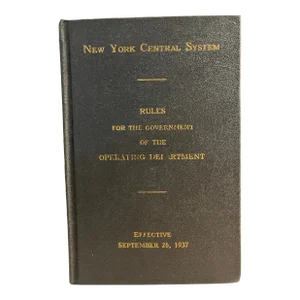 NEW YORK CENTRAL SYSTEM
RULES
FOR THE GOVERNMENT
OF THE
OPERATING DEPARTMENT
EFFECTIVE
SEPTEMBER 26, 1937